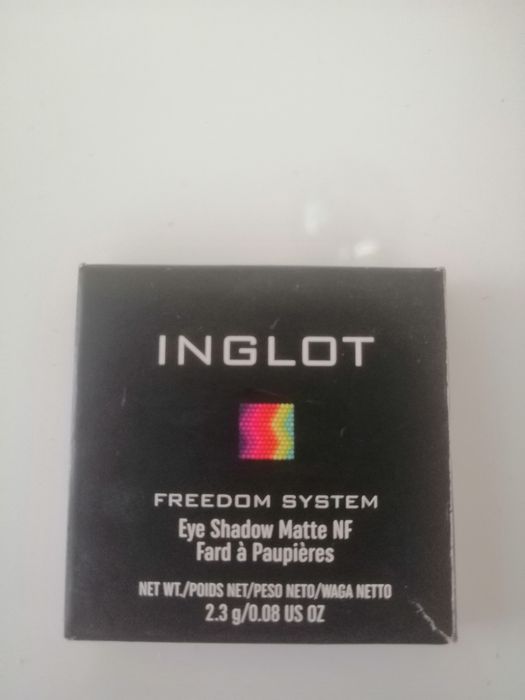 INGLOT
FREEDOM SYSTEM
Eye Shadow Matte NF
Fard à Paupières
NET WT./POIDS NET/PESO NETO/WAGA NETTO
2.3 g/0.08 US OZ